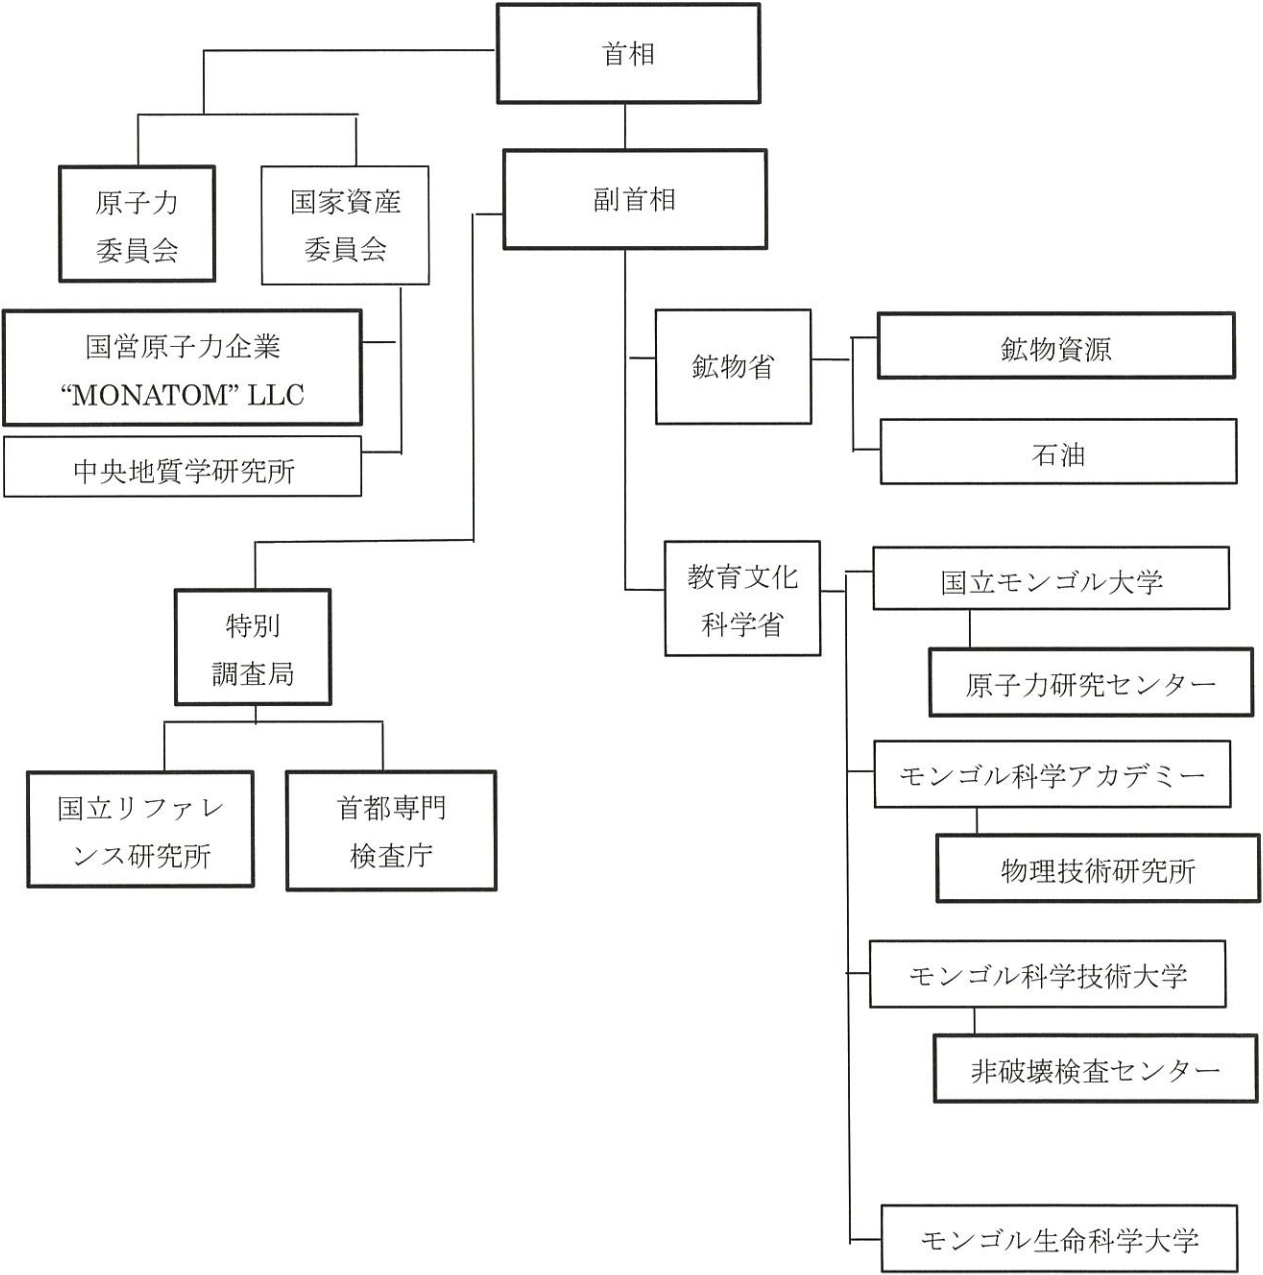 首相
副首相
原子力
委員会
国家資産
委員会
国営原子力企業
“MONATOM” LLC
中央地質学研究所
鉱物省
鉱物資源
石油
教育文化
科学省
国立モンゴル大学
原子力研究センター
モンゴル科学アカデミー
物理技術研究所
モンゴル科学技術大学
非破壊検査センター
モンゴル生命科学大学
特別
調査局
国立リファレ
ンス研究所
首都専門
検査庁